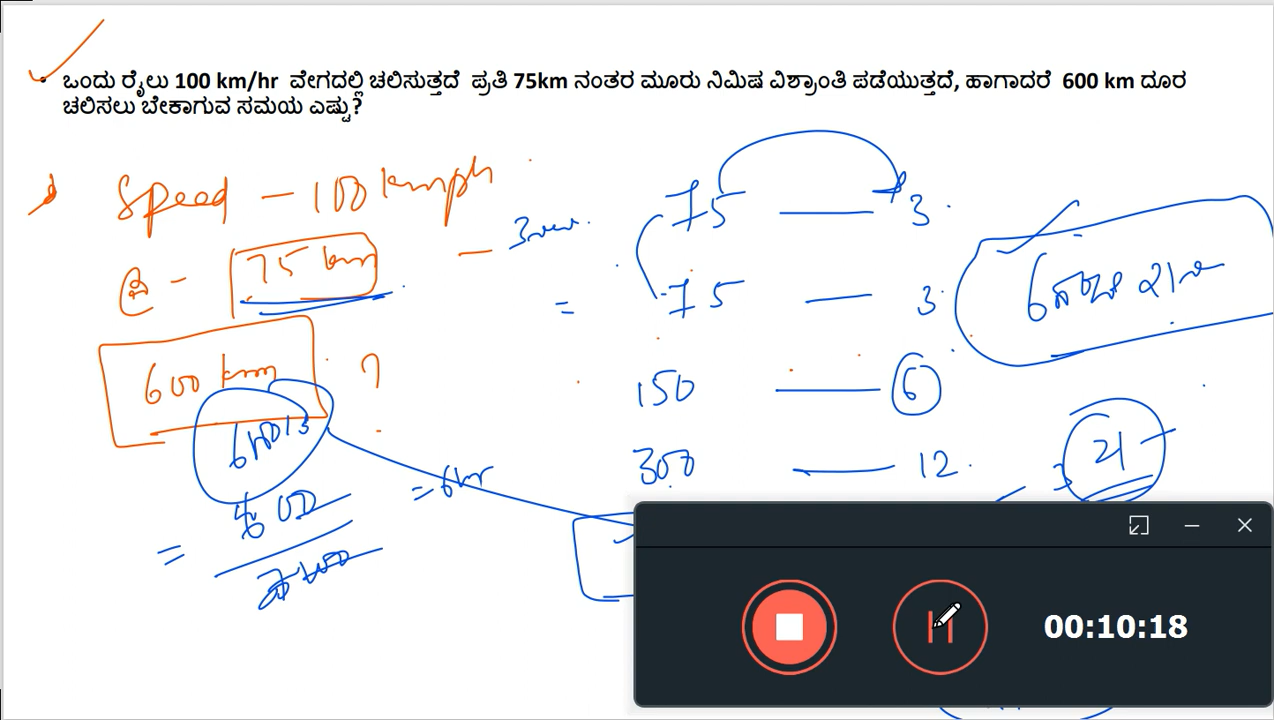 • ಒಂದು ರೈಲು 100 km/hr ವೇಗದಲ್ಲಿ ಚಲಿಸುತ್ತದೆ ಪ್ರತಿ 75km ನಂತರ ಮೂರು ನಿಮಿಷ ವಿಶ್ರಾಂತಿ ಪಡೆಯುತ್ತದೆ, ಹಾಗಾದರೆ 600 km ದೂರ
ಚಲಿಸಲು ಬೇಕಾಗುವ ಸಮಯ ಎಷ್ಟು?
Speed – 100 kmph
75 km –
600 km ?
600
= 6hr
75 — 3
= 75 — 3
150 — 6
300 — 12
21
00:10:18